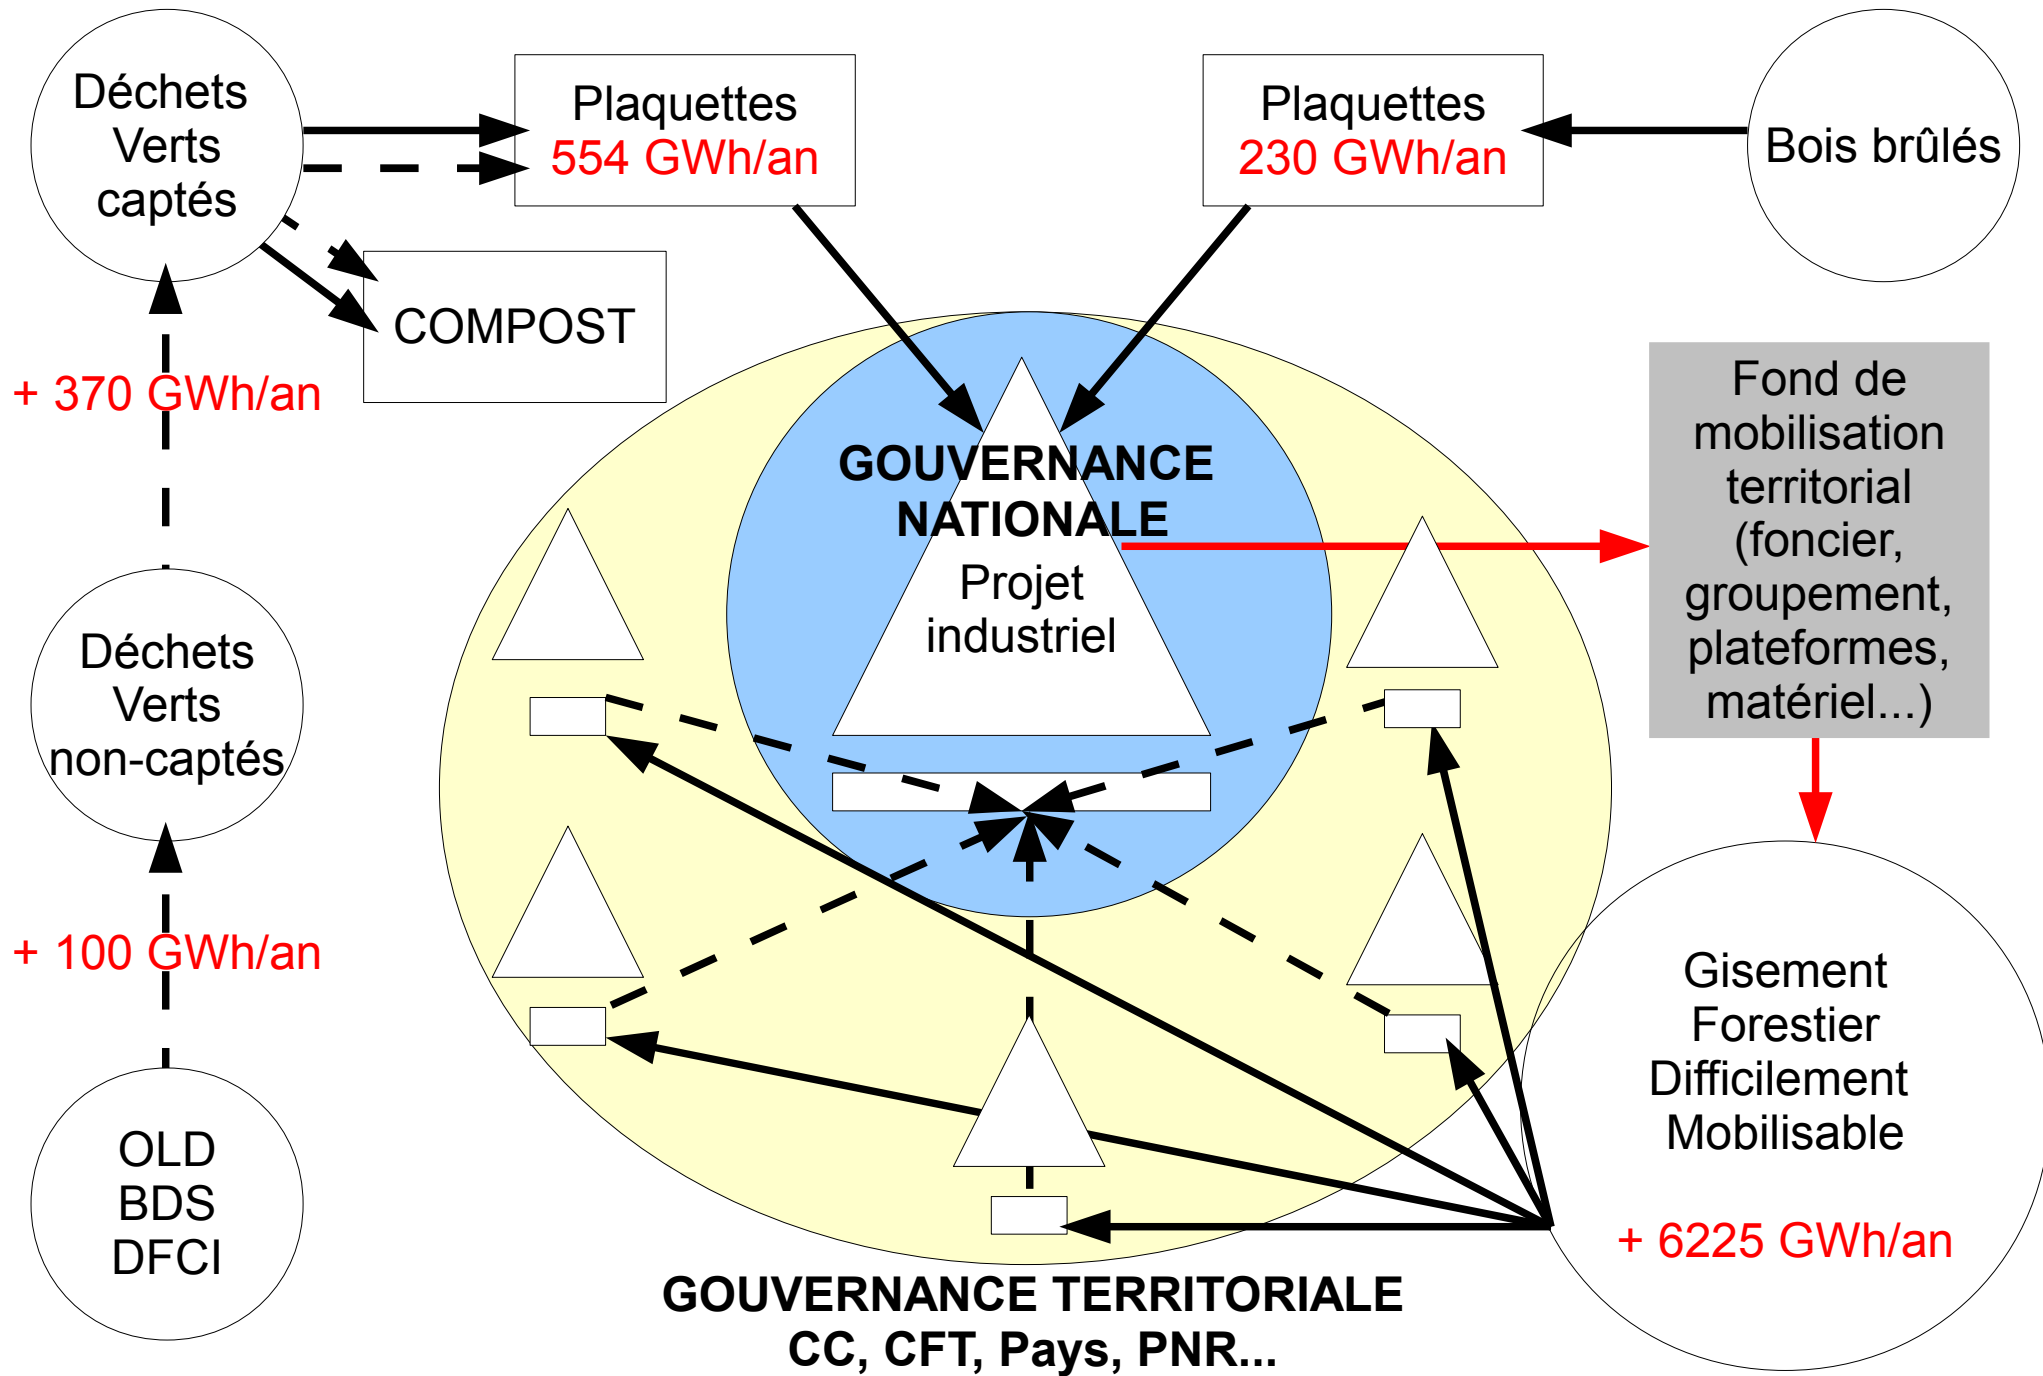 Déchets
Verts
captés
Plaquettes
554 GWh/an
Plaquettes
230 GWh/an
Bois brûlés
COMPOST
+ 370 GWh/an
Fond de
mobilisation
territorial
(foncier,
groupement,
plateformes,
matériel...)
GOUVERNANCE
NATIONALE
Projet
industriel
Déchets
Verts
non-captés
+ 100 GWh/an
OLD
BDS
DFCI
Gisement
Forestier
Difficilement
Mobilisable
+ 6225 GWh/an
GOUVERNANCE TERRITORIALE
CC, CFT, Pays, PNR...